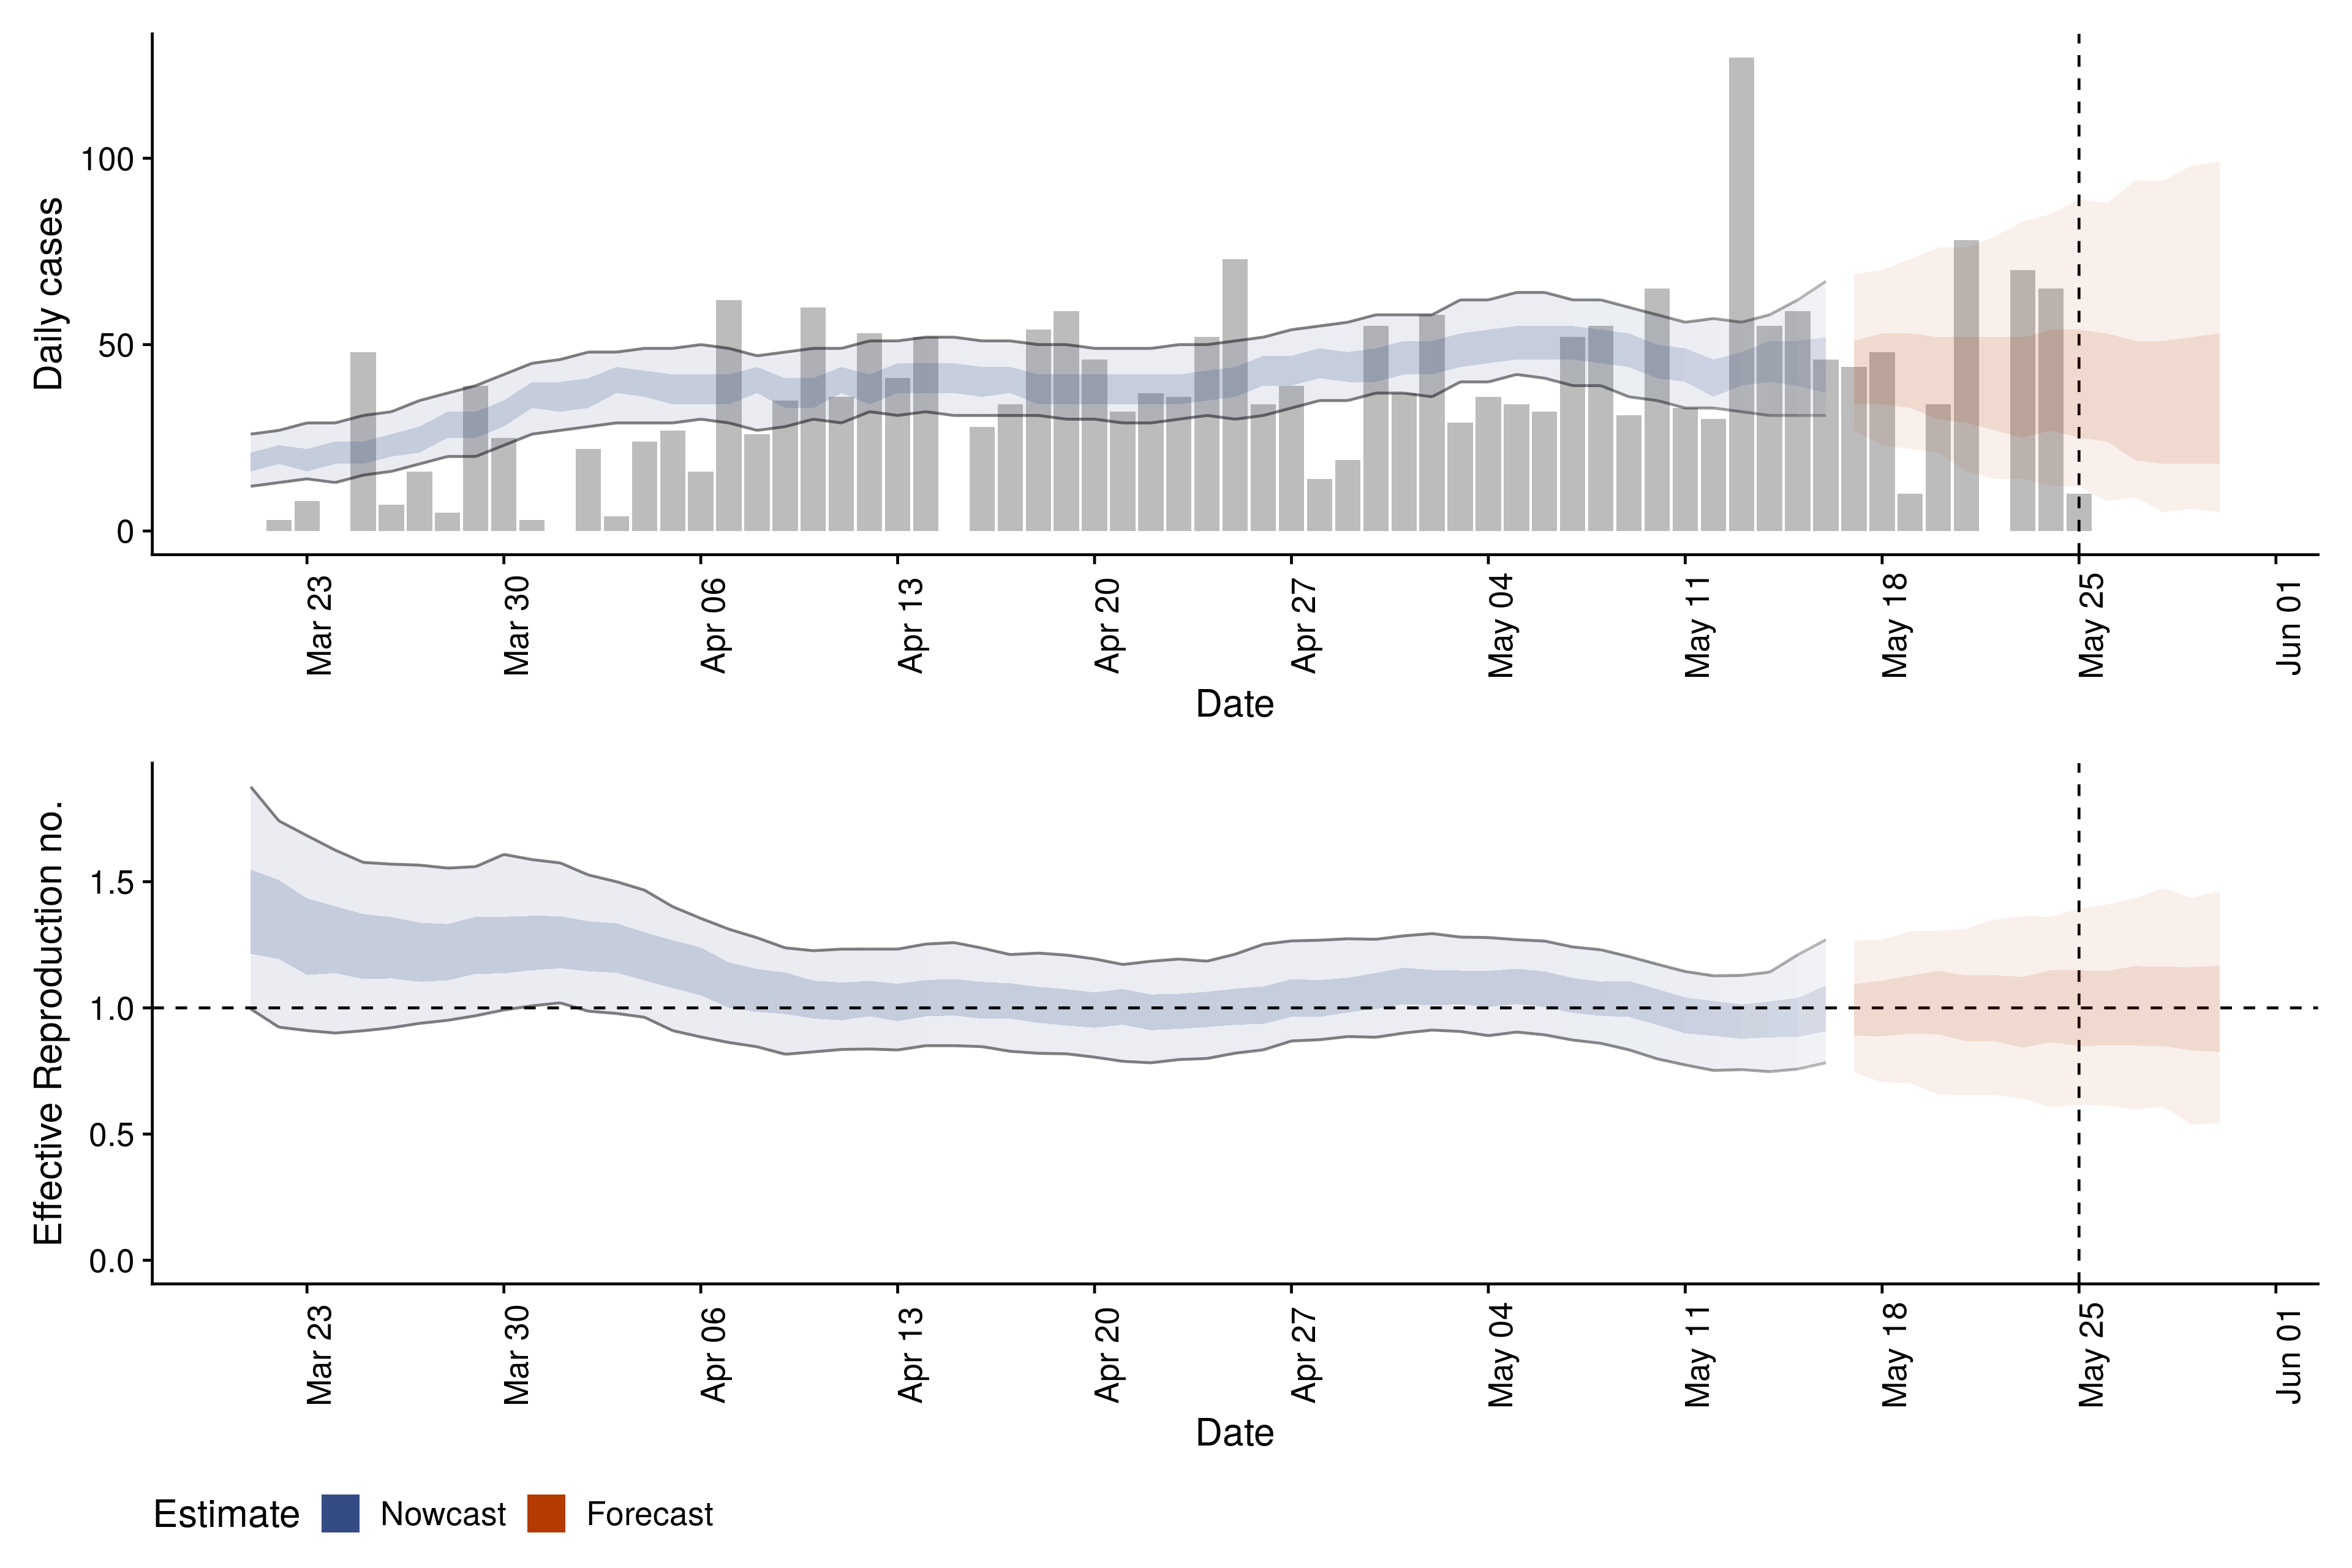 Daily cases
100
50
0
Mar 23
Mar 30
Apr 06
Apr 13
Apr 20
Apr 27
May 04
May 11
May 18
May 25
Jun 01
Date
Effective Reproduction no.
1.5
1.0
0.5
0.0
Mar 23
Mar 30
Apr 06
Apr 13
Apr 20
Apr 27
May 04
May 11
May 18
May 25
Jun 01
Date
Estimate Nowcast Forecast